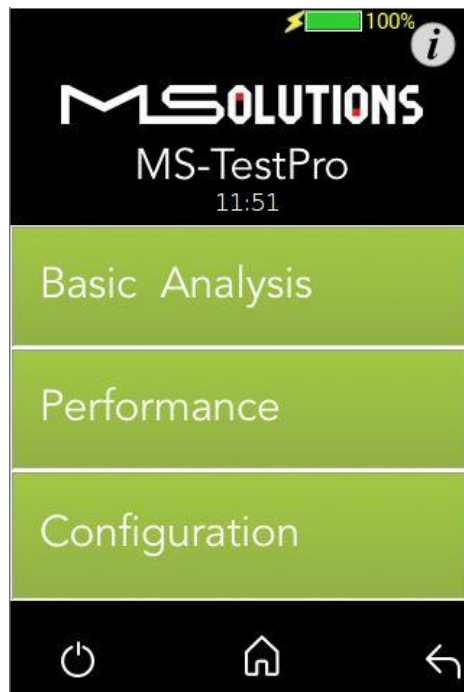 100%
i
MSOLUTIONS
MS-TestPro
11:51
Basic Analysis
Performance
Configuration